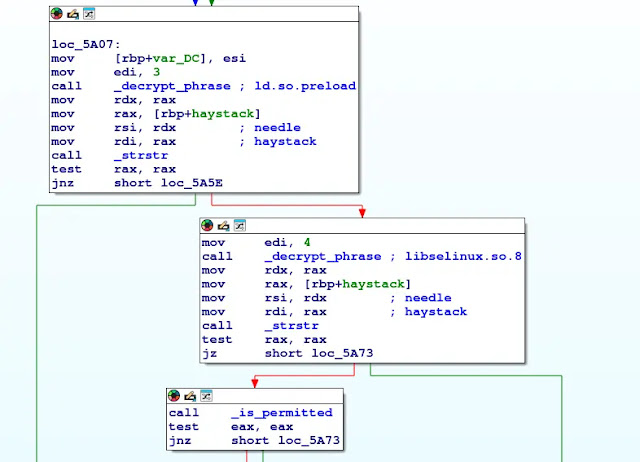 loc_5A07:
mov [rbp+var_DC], esi
mov edi, 3
call _decrypt_phrase ; ld.so.preload
mov rdx, rax
mov rax, [rbp+haystack]
mov rsi, rdx ; needle
mov rdi, rax ; haystack
call _strstr
test rax, rax
jnz short loc_5A5E
mov edi, 4
call _decrypt_phrase ; libselinux.so.8
mov rdx, rax
mov rax, [rbp+haystack]
mov rsi, rdx ; needle
mov rdi, rax ; haystack
call _strstr
test rax, rax
jz short loc_5A73
call _is_permitted
test eax, eax
jnz short loc_5A73